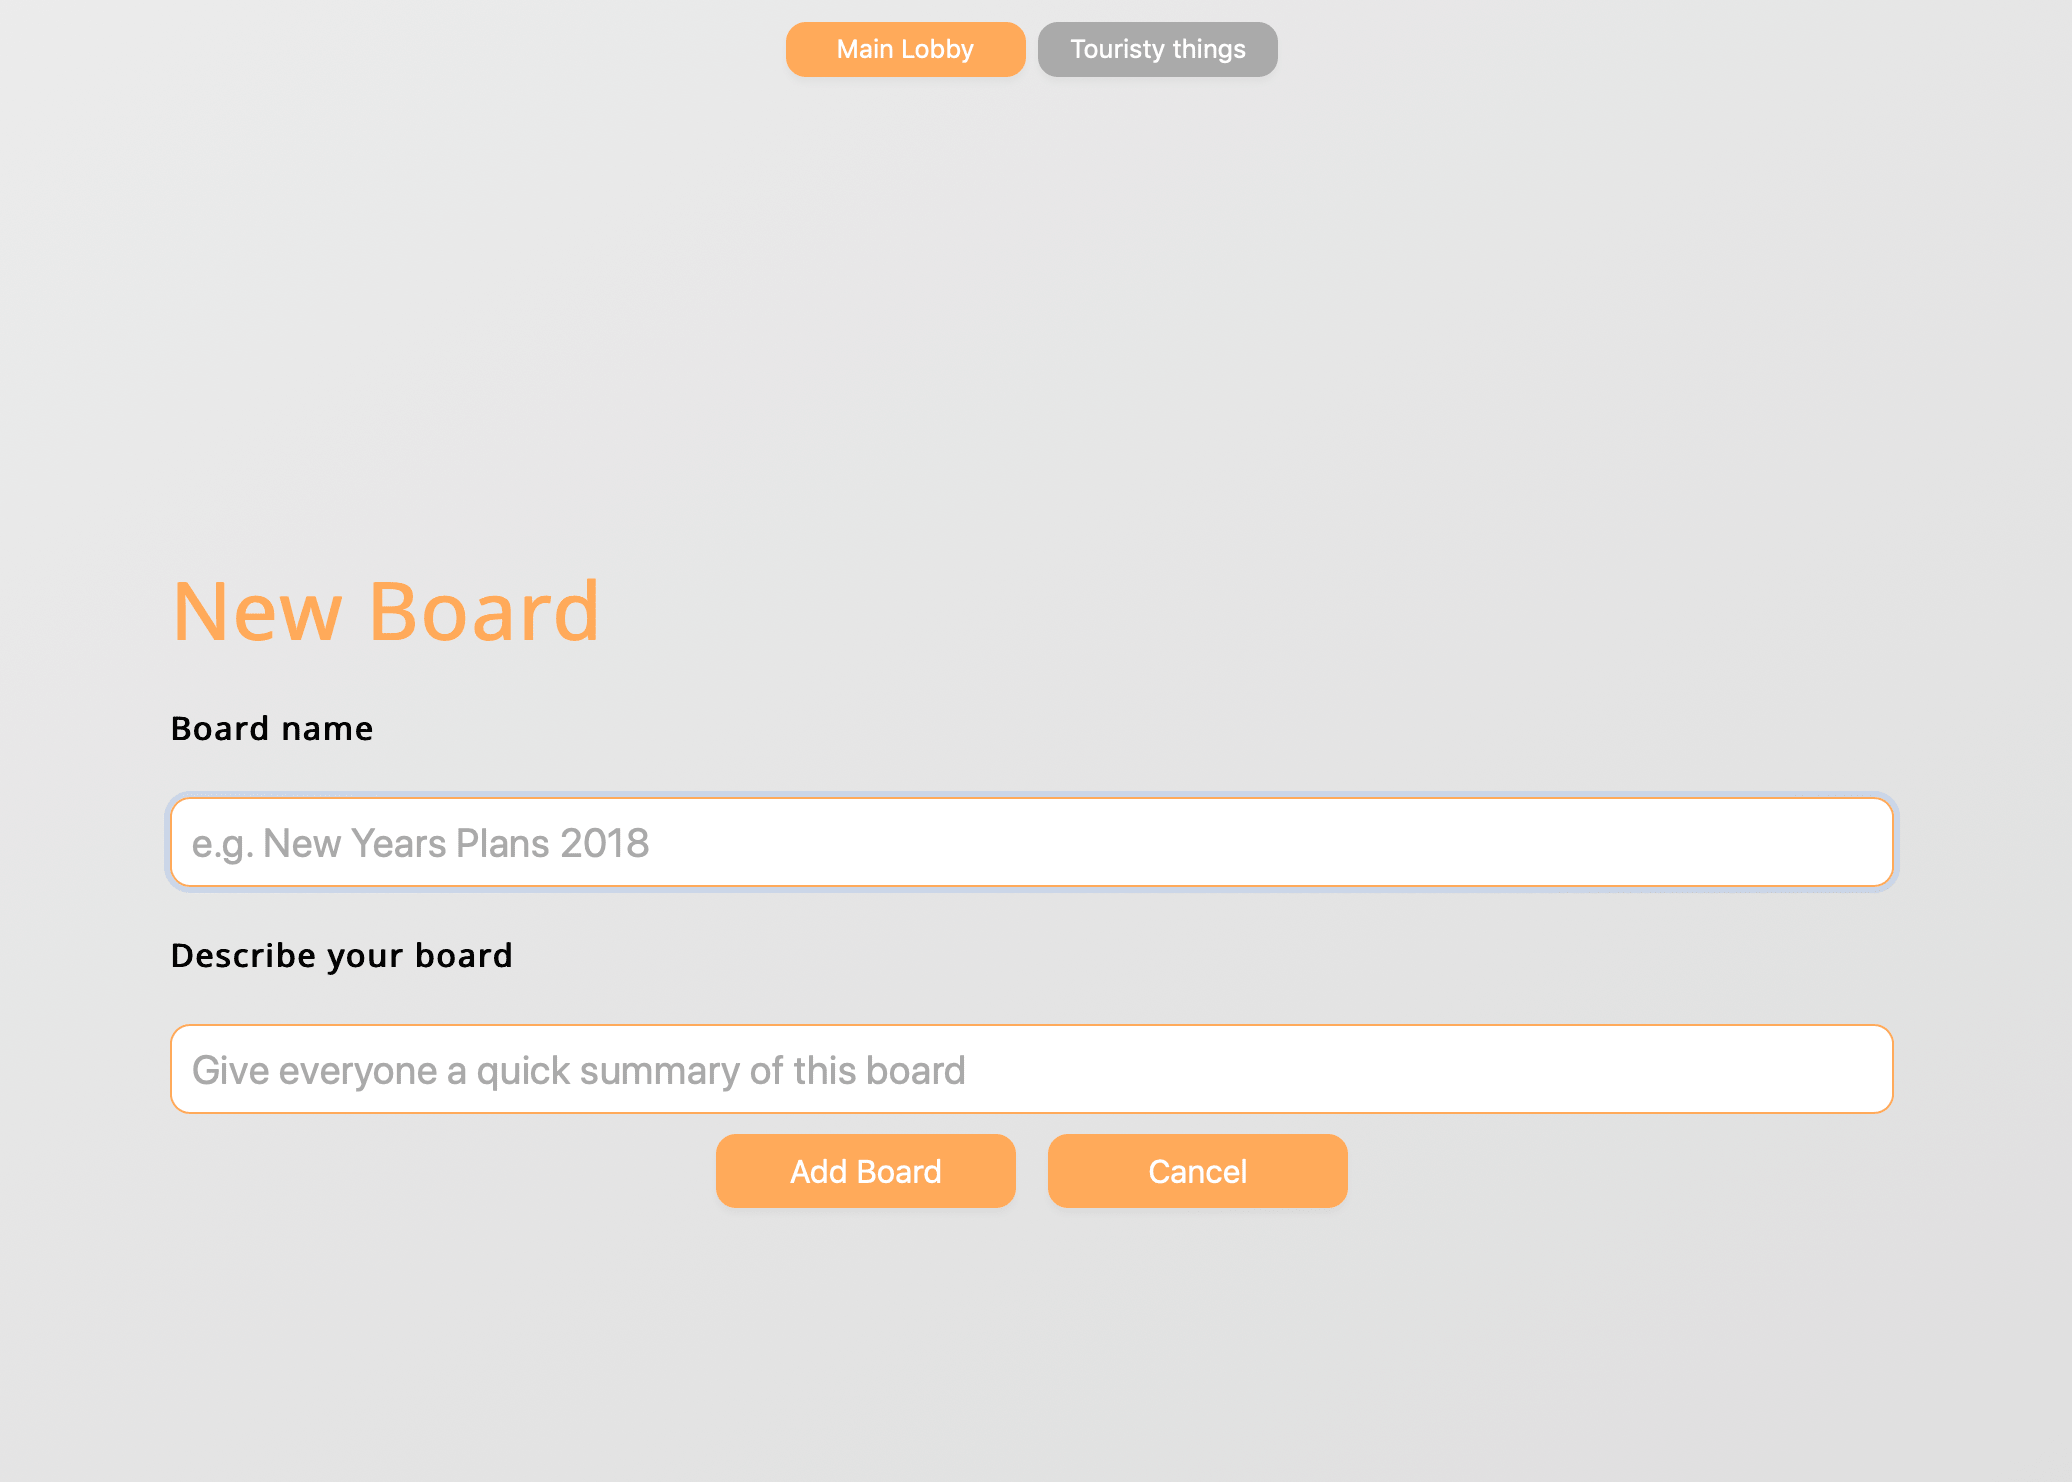 Main Lobby
Touristy things
New Board
Board name
e.g. New Years Plans 2018
Describe your board
Give everyone a quick summary of this board
Add Board
Cancel